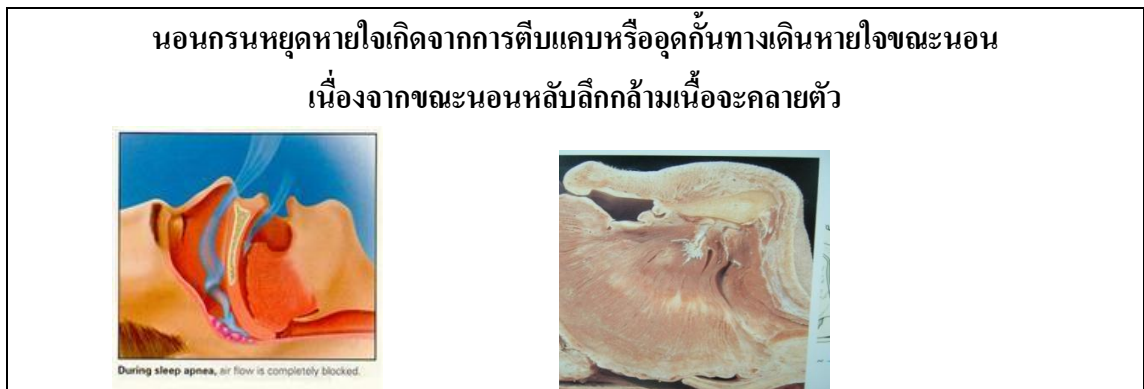 นอนกรนหยุดหายใจเกิดจากการตีบแคบหรืออุดกั้นทางเดินหายใจขณะนอน
เนื่องจากขณะนอนหลับลึกกล้ามเนื้อจะคลายตัว
During sleep apnea, air flow is completely blocked.